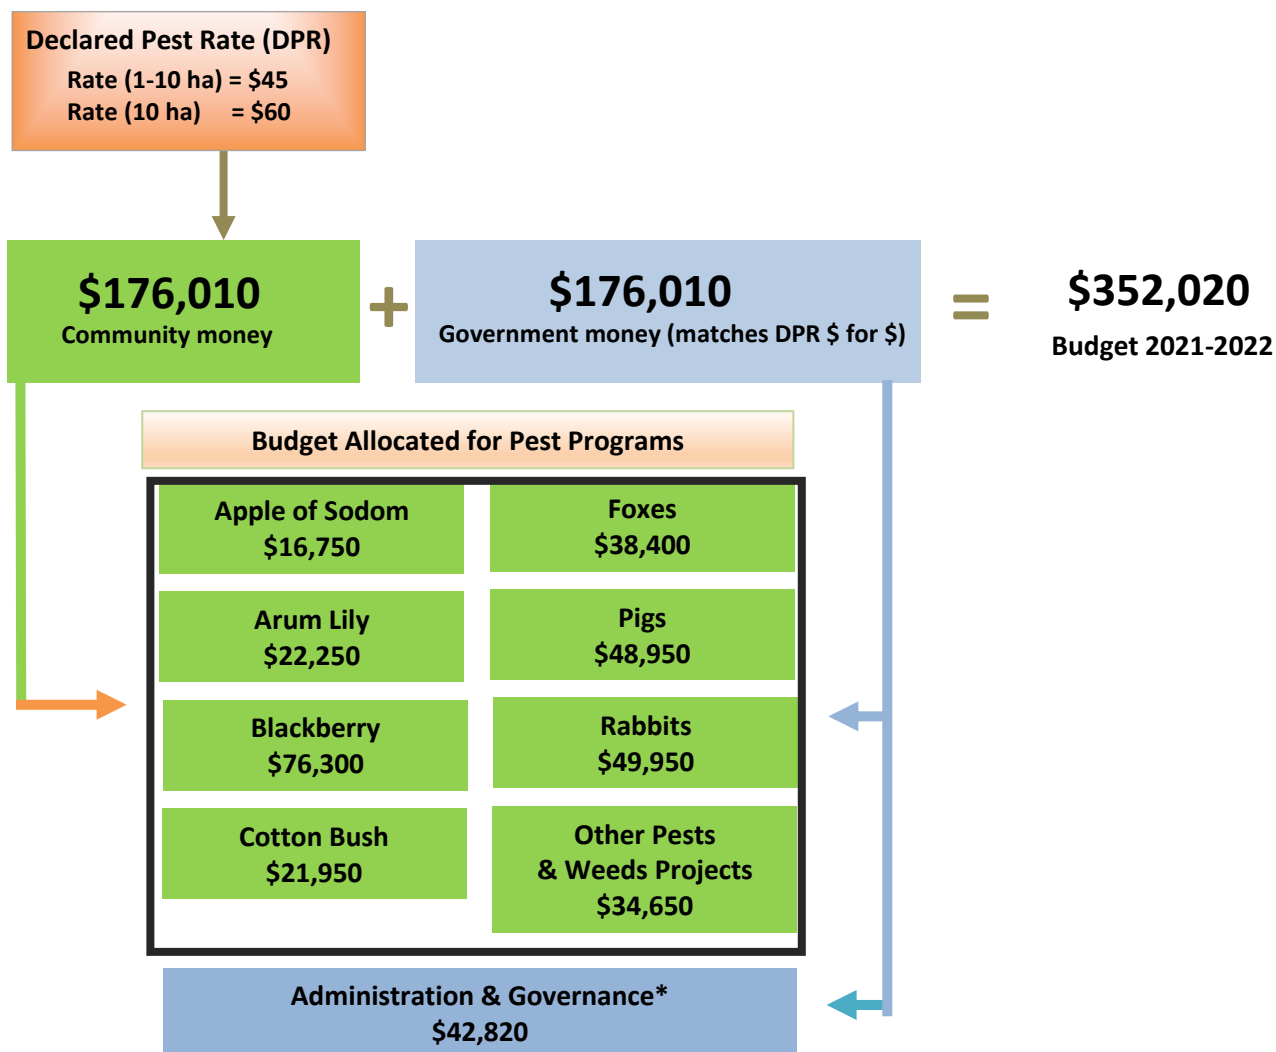 Declared Pest Rate (DPR)
Rate (1-10 ha) = $45
Rate (10 ha) = $60
$176,010
Community money
+
$176,010
Government money (matches DPR $ for $)
=
$352,020
Budget 2021-2022
Budget Allocated for Pest Programs
Apple of Sodom
$16,750
Foxes
$38,400
Arum Lily
$22,250
Pigs
$48,950
Blackberry
$76,300
Rabbits
$49,950
Cotton Bush
$21,950
Other Pests
& Weeds Projects
$34,650
Administration & Governance*
$42,820